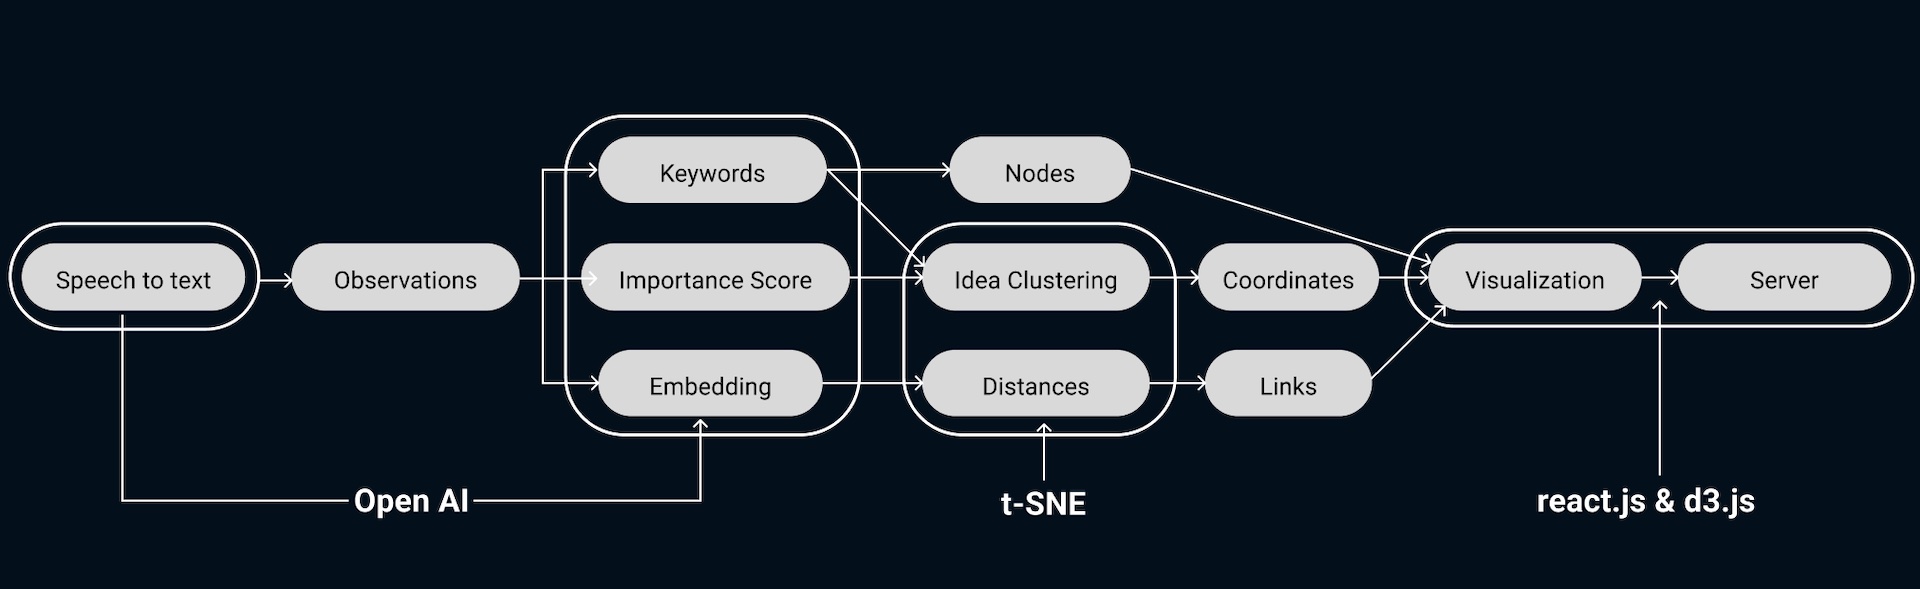 Keywords
Nodes
Speech to text
Observations
Importance Score
Idea Clustering
Coordinates
Visualization
Server
Embedding
Distances
Links
Open AI
t-SNE
react.js & d3.js